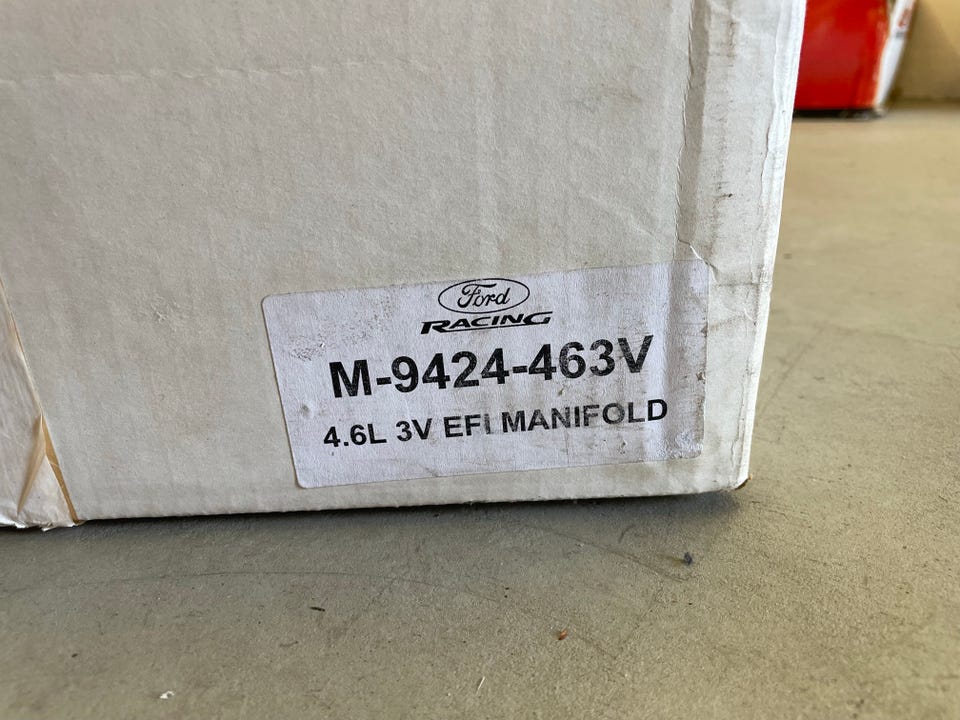 Ford
RACING
M-9424-463V
4.6L 3V EFI MANIFOLD